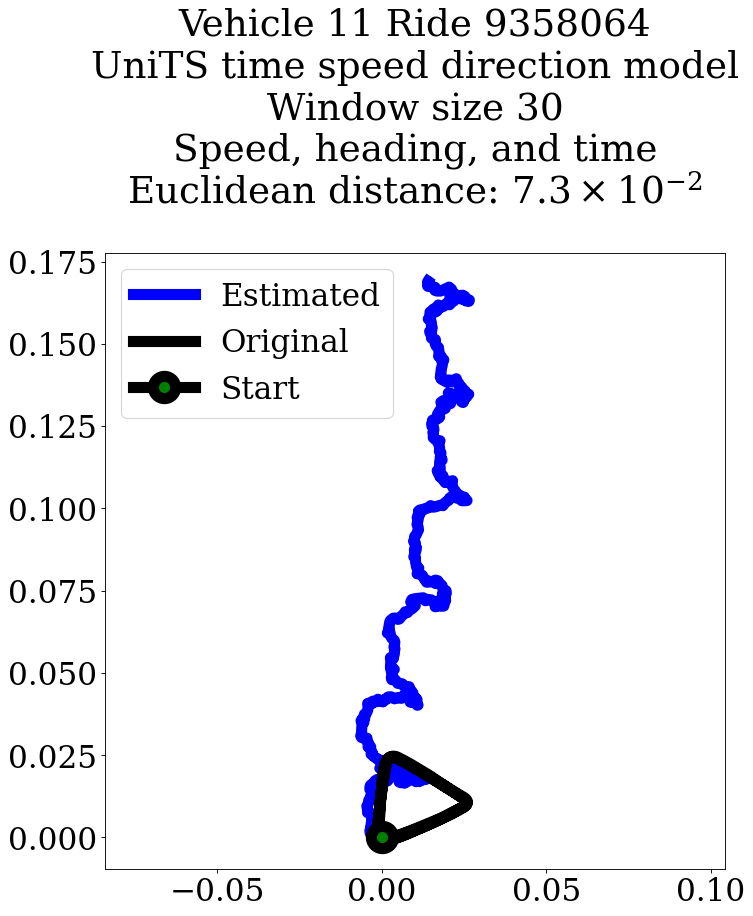 Vehicle 11 Ride 9358064
UniTS time speed direction model
Window size 30
Speed, heading, and time
Euclidean distance: $7.3 \times 10^{-2}$
0.175
0.150
0.125
0.100
0.075
0.050
0.025
0.000
Estimated
Original
Start
−0.05
0.00
0.05
0.10